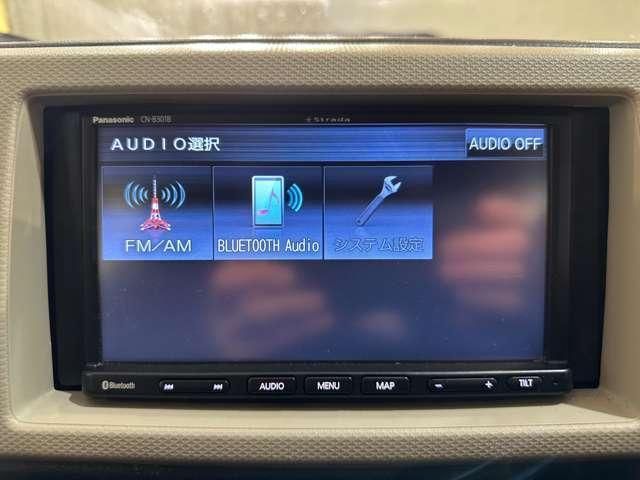 Panasonic CN-B301B Strada
AUDIO選択 AUDIO OFF
FM/AM BLUETOOTH Audio システム設定
Bluetooth AUDIO MENU MAP - + TILT